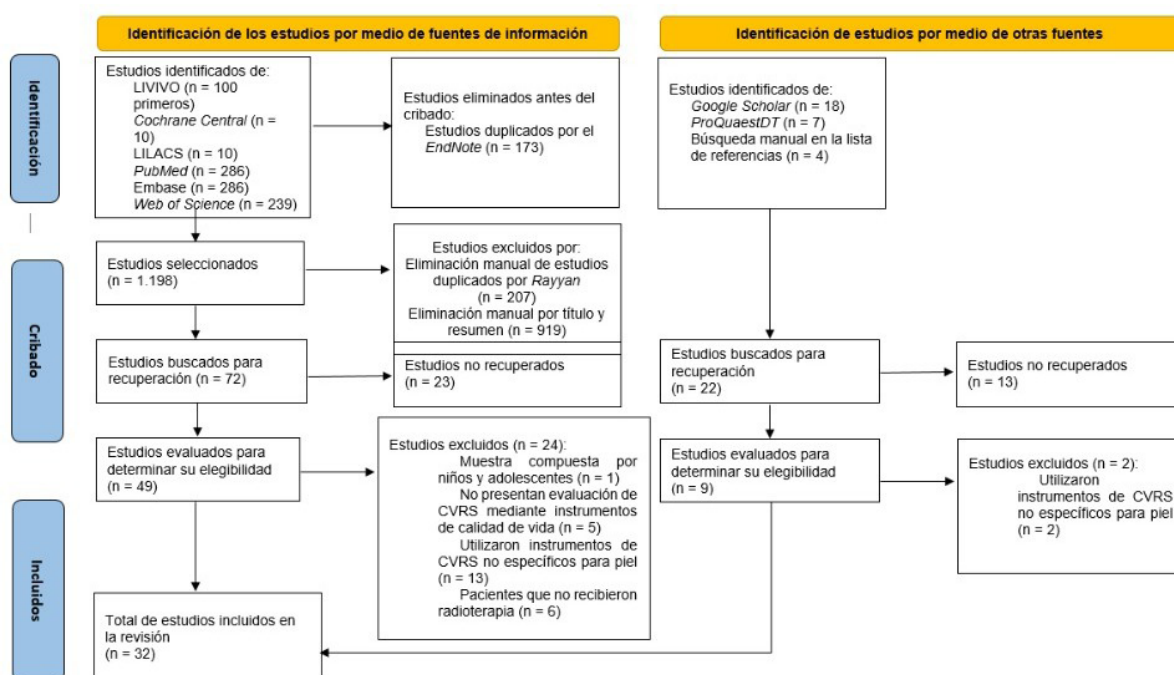 Identificación de los estudios por medio de fuentes de información
Identificación de estudios por medio de otras fuentes
Identificación
Estudios identificados de:
LIVIVO (n = 100
primeros)
Cochrane Central (n =
10)
LILACS (n = 10)
PubMed (n = 286)
Embase (n = 286)
Web of Science (n = 239)
Estudios eliminados antes del
cribado:
Estudios duplicados por el
EndNote (n = 173)
Estudios identificados de:
Google Scholar (n = 18)
ProQuaestDT (n = 7)
Búsqueda manual en la lista
de referencias (n = 4)
Cribado
Estudios seleccionados
(n = 1.198)
Estudios excluidos por:
Eliminación manual de estudios
duplicados por Rayyan
(n = 207)
Eliminación manual por título y
resumen (n = 919)
Estudios buscados para
recuperación (n = 72)
Estudios no recuperados
(n = 23)
Estudios buscados para
recuperación
(n = 22)
Estudios no recuperados
(n = 13)
Estudios evaluados para
determinar su elegibilidad
(n = 49)
Estudios excluidos (n = 24):
Muestra compuesta por
niños y adolescentes (n = 1)
No presentan evaluación de
CVRS mediante instrumentos
de calidad de vida (n = 5)
Utilizaron instrumentos de
CVRS no específicos para piel
(n = 13)
Pacientes que no recibieron
radioterapia (n = 6)
Estudios evaluados para
determinar su elegibilidad
(n = 9)
Estudios excluidos (n = 2):
Utilizaron
instrumentos de CVRS
no específicos para piel
(n = 2)
Incluidos
Total de estudios incluidos en
la revisión
(n = 32)